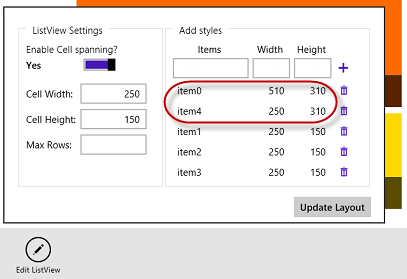 ListView Settings
Enable Cell spanning?
Yes
Cell Width: 250
Cell Height: 150
Max Rows:
Add styles
Items Width Height
+
item0 510 310
item4 250 310
item1 250 150
item2 250 150
item3 250 150
Update Layout
Edit ListView